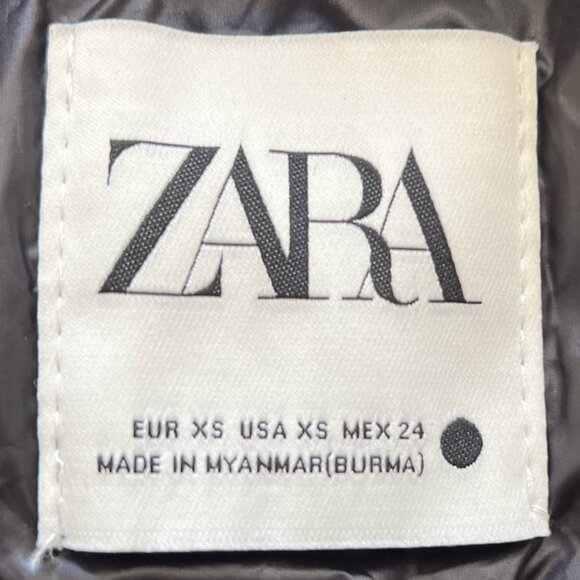 ZARA
EUR XS USA XS MEX 24
MADE IN MYANMAR(BURMA)